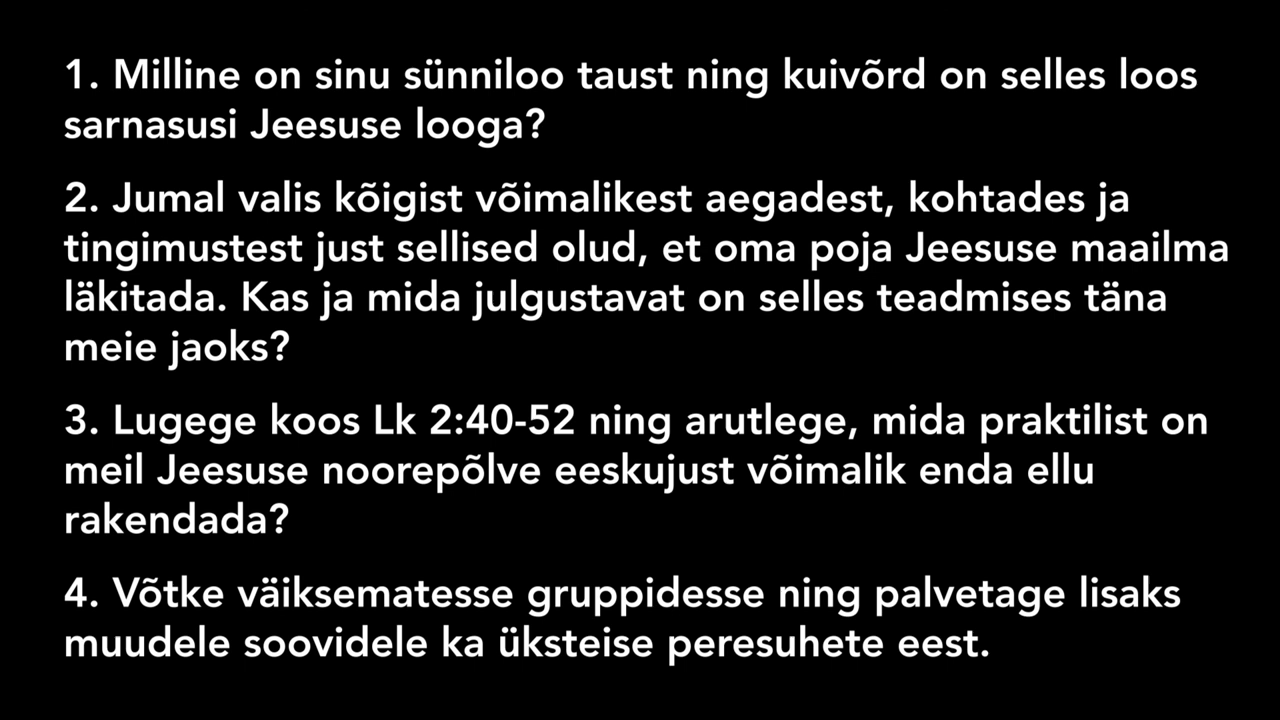 1. Milline on sinu sünniloo taust ning kuivõrd on selles loos
sarnasusi Jeesuse looga?
2. Jumal valis kõigist võimalikest aegadest, kohtades ja
tingimustest just sellised olud, et oma poja Jeesuse maailma
läkitada. Kas ja mida julgustavat on selles teadmises täna
meie jaoks?
3. Lugege koos Lk 2:40-52 ning arutlege, mida praktilist on
meil Jeesuse noorepõlve eeskujust võimalik enda ellu
rakendada?
4. Võtke väiksematesse gruppidesse ning palvetage lisaks
muudele soovidele ka üksteise peresuhete eest.